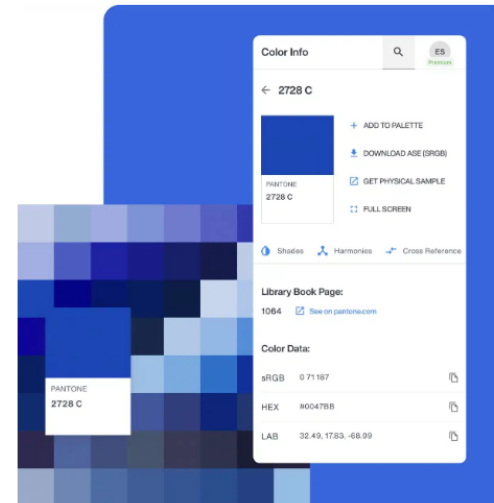 Color Info
ES
Premium
← 2728 C
+ ADD TO PALETTE
DOWNLOAD ASE (SRGB)
GET PHYSICAL SAMPLE
FULL SCREEN
PANTONE
2728 C
Shades Harmonies Cross Reference
Library Book Page:
1064 See on pantone.com
Color Data:
sRGB 0 71 187
HEX #0047BB
LAB 32.49, 17.83, -68.09
PANTONE
2728 C